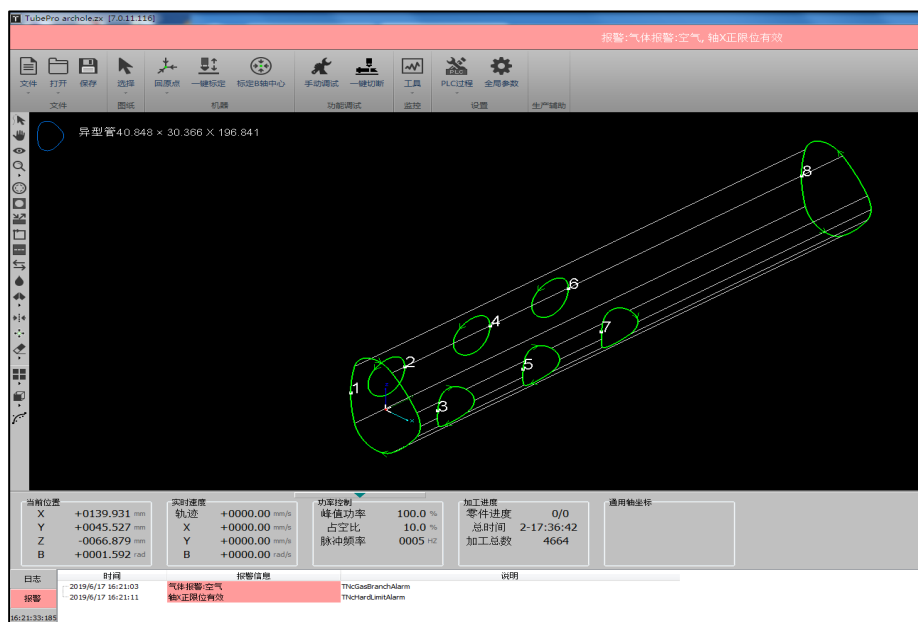 TubePro archole.zx [7.0.11.116]
报警:气体报警:空气, 轴X正限位有效
文件 打开 保存 选择 回原点 一键标定 标定B轴中心 手动调试 一键切断 工具 PLC过程 全局参数
文件 图纸 机器 功能调试 监控 设置 生产辅助
异型管40.848 × 30.366 X 196.841
8
6
4
7
2
5
1
3
x
当前位置 实时速度 功率控制 加工进度 通用轴坐标
X +0139.931 mm 轨迹 +0000.00 mm/s 峰值功率 100.0 % 零件进度 0/0
Y +0045.527 mm X +0000.00 mm/s 占空比 10.0 % 总时间 2-17:36:42
Z -0066.879 mm Y +0000.00 mm/s 脉冲频率 0005 HZ 加工总数 4664
B +0001.592 rad B +0000.00 rad/s
日志 时间 报警信息 说明
2019/6/17 16:21:03 气体报警:空气 TNcGasBranchAlarm
报警 2019/6/17 16:21:11 轴X正限位有效 TNcHardLimitAlarm
16:21:33:185